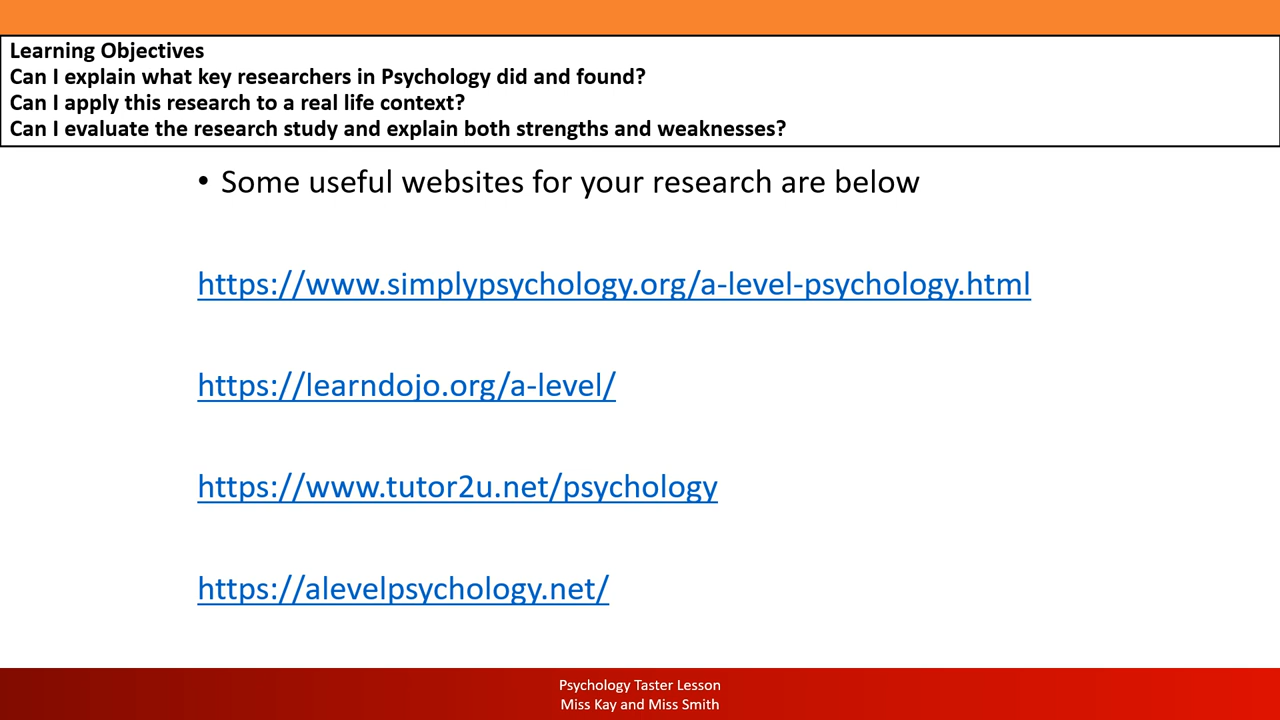 Learning Objectives
Can I explain what key researchers in Psychology did and found?
Can I apply this research to a real life context?
Can I evaluate the research study and explain both strengths and weaknesses?
• Some useful websites for your research are below
https://www.simplypsychology.org/a-level-psychology.html
https://learndojo.org/a-level/
https://www.tutor2u.net/psychology
https://alevelpsychology.net/
Psychology Taster Lesson
Miss Kay and Miss Smith